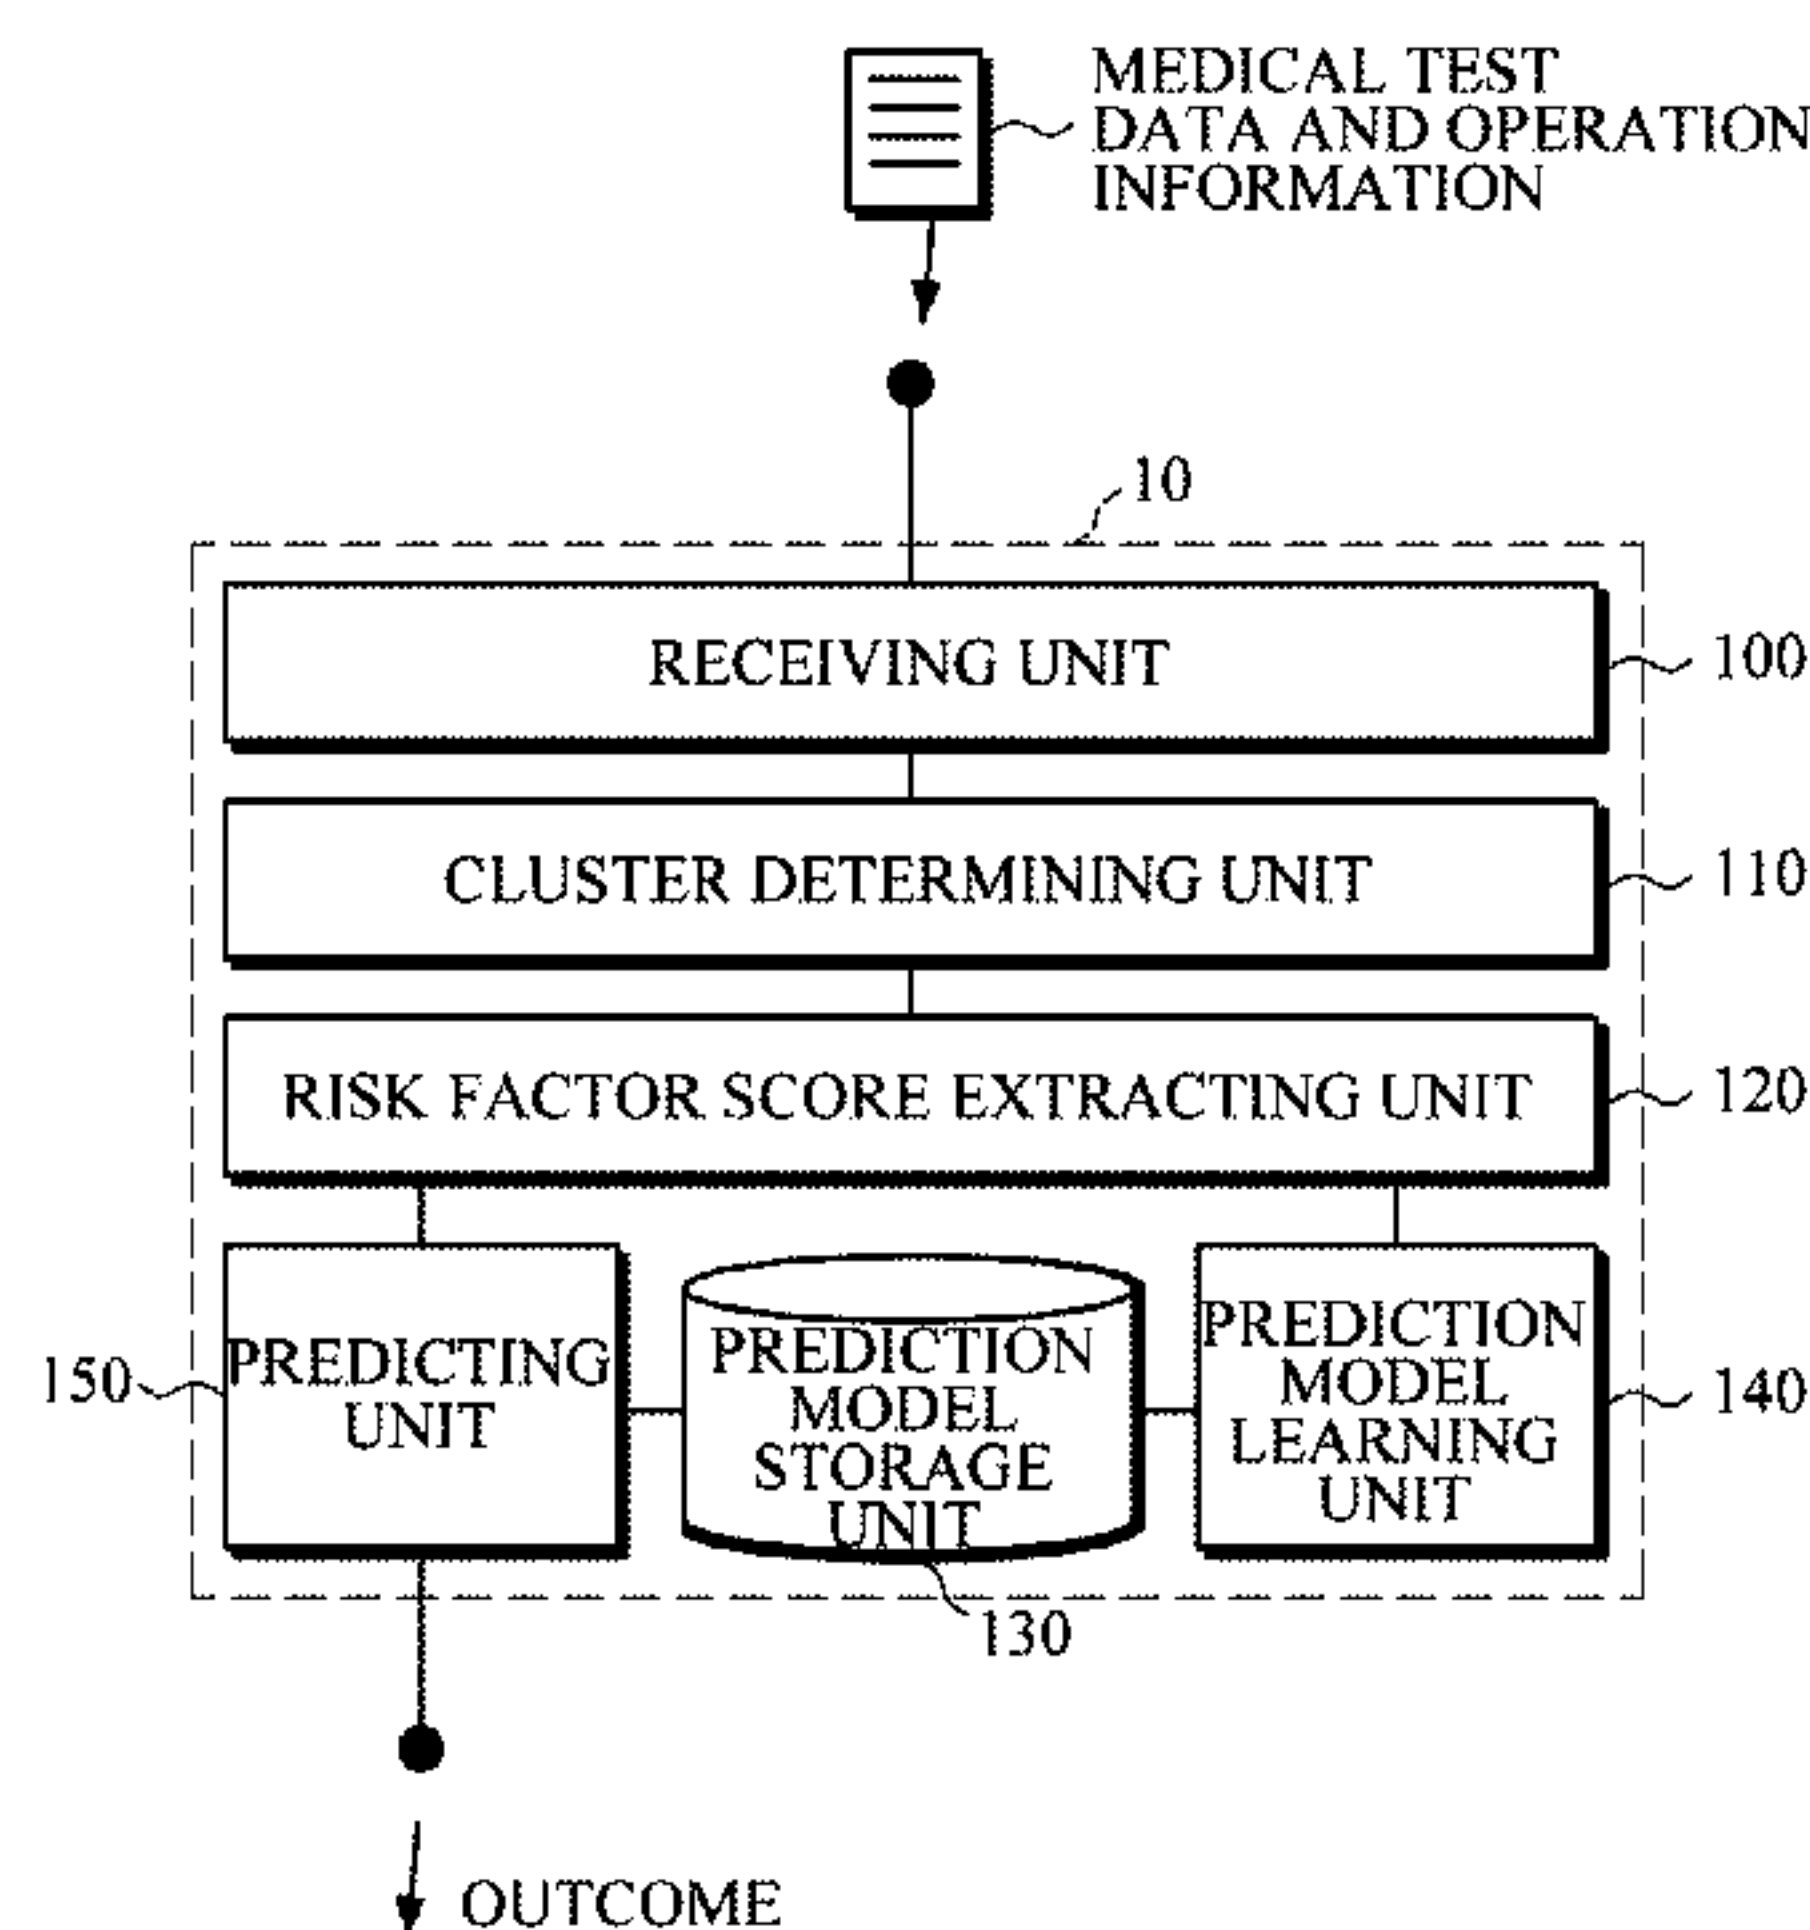 MEDICAL TEST
DATA AND OPERATION
INFORMATION
10
RECEIVING UNIT
100
CLUSTER DETERMINING UNIT
110
RISK FACTOR SCORE EXTRACTING UNIT
120
150
PREDICTING
UNIT
PREDICTION
MODEL
STORAGE
UNIT
PREDICTION
MODEL
LEARNING
UNIT
140
130
OUTCOME